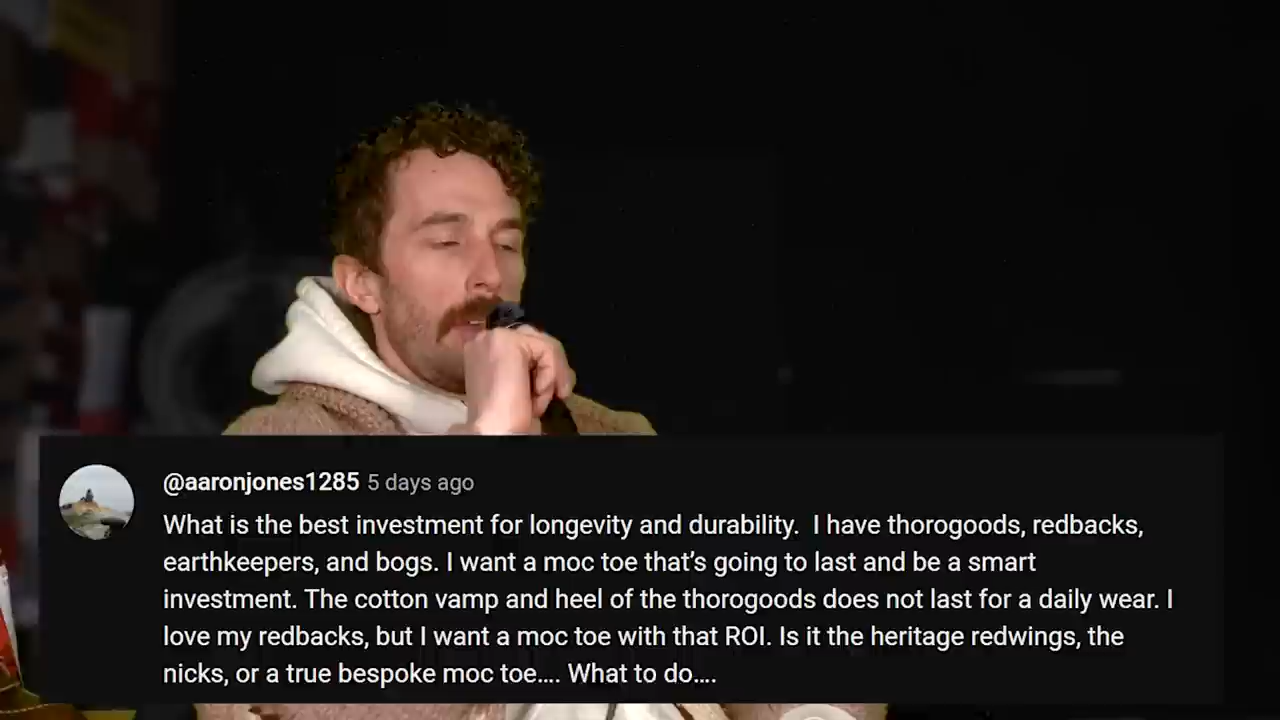 @aaronjones1285 5 days ago
What is the best investment for longevity and durability.  I have thorogoods, redbacks,
earthkeepers, and bogs. I want a moc toe that’s going to last and be a smart
investment. The cotton vamp and heel of the thorogoods does not last for a daily wear. I
love my redbacks, but I want a moc toe with that ROI. Is it the heritage redwings, the
nicks, or a true bespoke moc toe…. What to do….